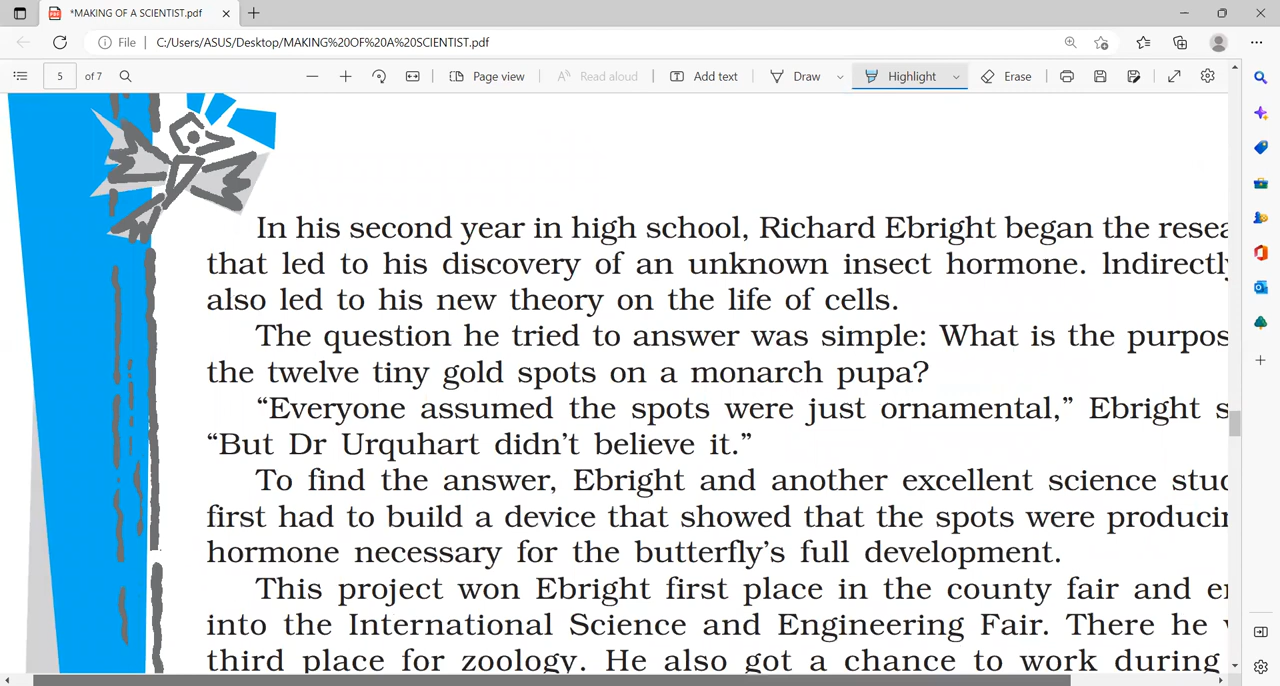 *MAKING OF A SCIENTIST.pdf
File | C:/Users/ASUS/Desktop/MAKING%20OF%20A%20SCIENTIST.pdf
5 of 7 Page view Read aloud Add text Draw Highlight Erase
In his second year in high school, Richard Ebright began the resea
that led to his discovery of an unknown insect hormone. lndirectly
also led to his new theory on the life of cells.
The question he tried to answer was simple: What is the purpos
the twelve tiny gold spots on a monarch pupa?
“Everyone assumed the spots were just ornamental,” Ebright s
“But Dr Urquhart didn’t believe it.”
To find the answer, Ebright and another excellent science stud
first had to build a device that showed that the spots were producin
hormone necessary for the butterfly’s full development.
This project won Ebright first place in the county fair and en
into the International Science and Engineering Fair. There he
third place for zoology. He also got a chance to work during